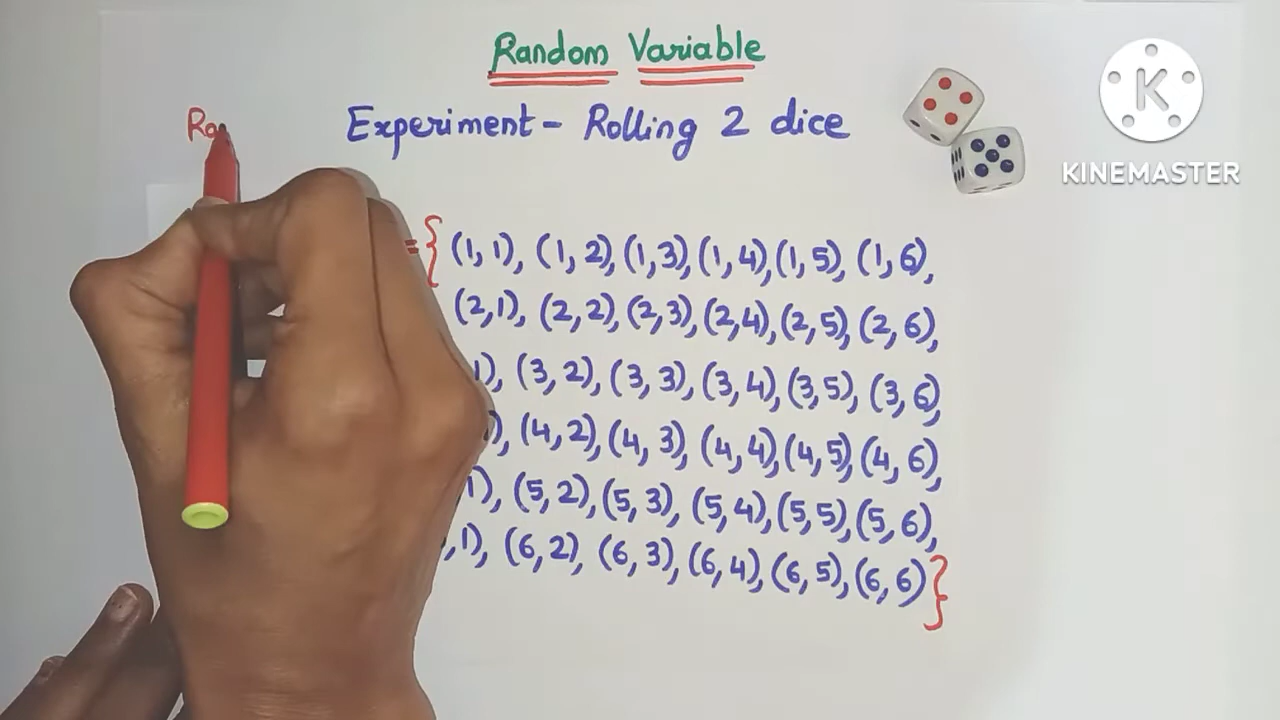 Random Variable
Experiment - Rolling 2 dice
KINEMASTER
= { (1, 1), (1, 2), (1, 3), (1, 4), (1, 5), (1, 6),
(2, 1), (2, 2), (2, 3), (2, 4), (2, 5), (2, 6),
1), (3, 2), (3, 3), (3, 4), (3, 5), (3, 6),
), (4, 2), (4, 3), (4, 4), (4, 5), (4, 6),
1), (5, 2), (5, 3), (5, 4), (5, 5), (5, 6),
, 1), (6, 2), (6, 3), (6, 4), (6, 5), (6, 6) }